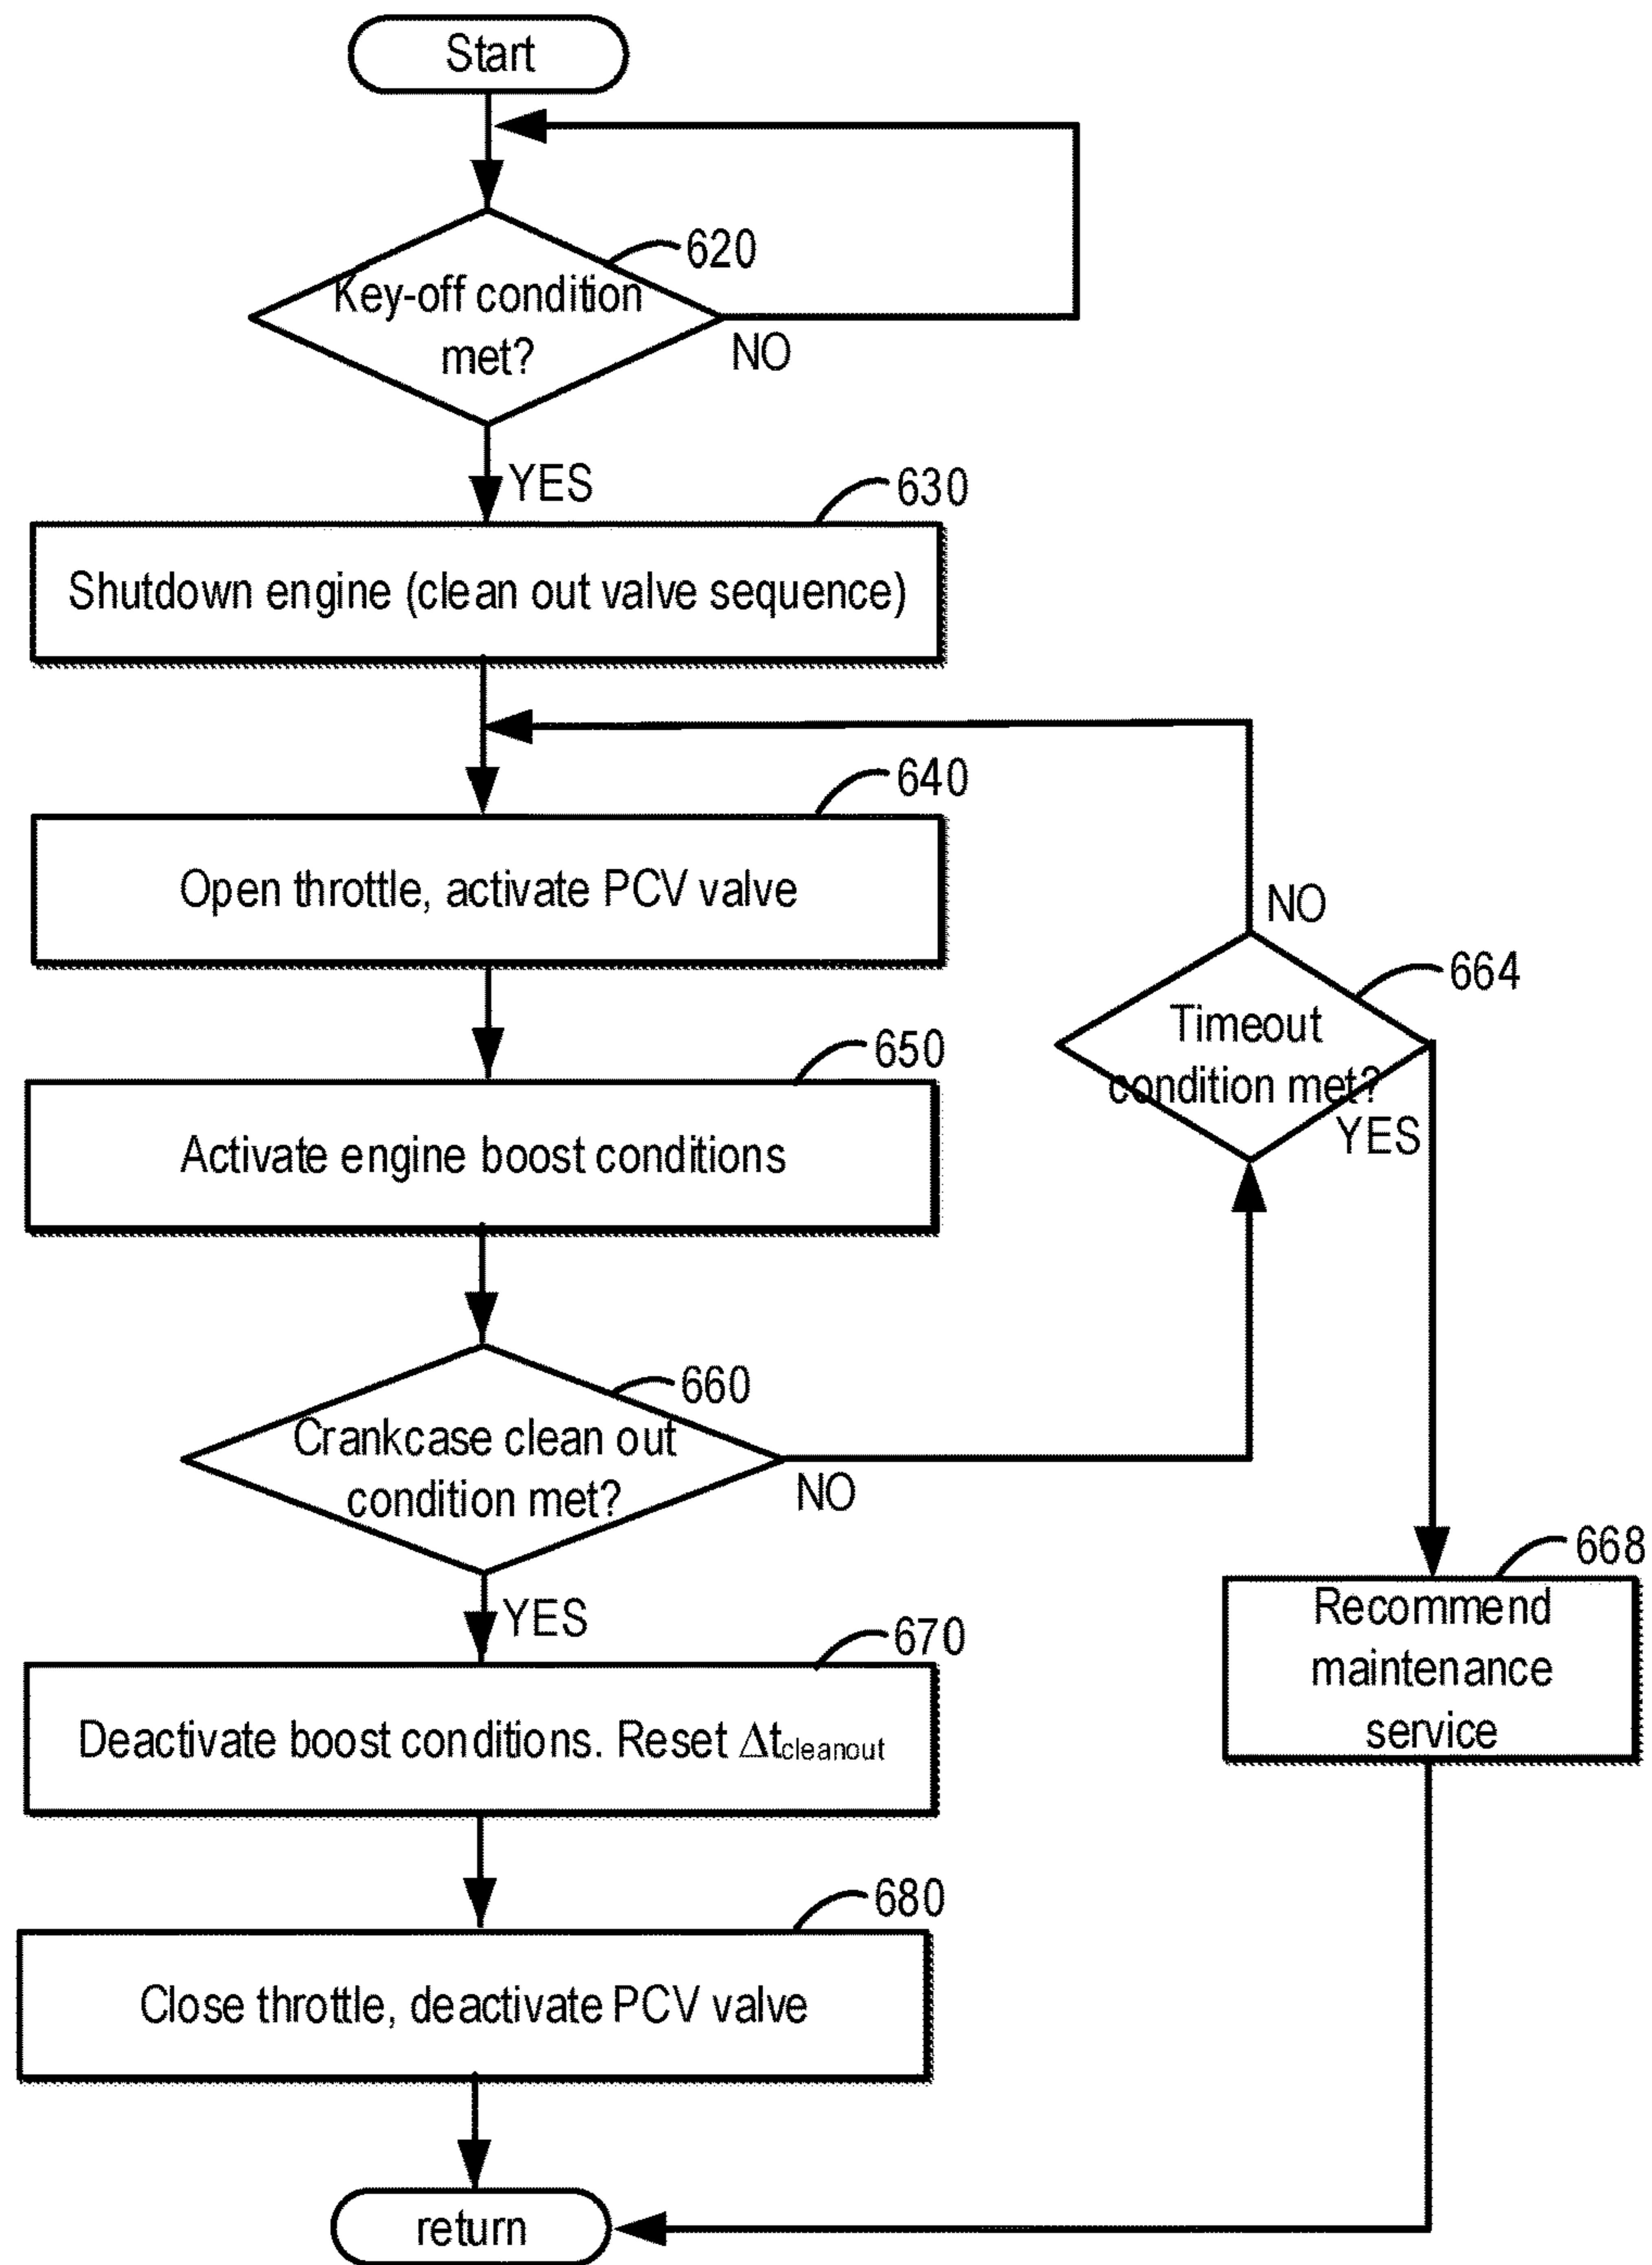 Start
620
Key-off condition
met?
NO
YES
630
Shutdown engine (clean out valve sequence)
640
Open throttle, activate PCV valve
NO
664
Timeout
condition met?
YES
650
Activate engine boost conditions
660
Crankcase clean out
condition met?
NO
YES
668
Recommend
maintenance
service
670
Deactivate boost conditions. Reset Δtcleanout
680
Close throttle, deactivate PCV valve
return